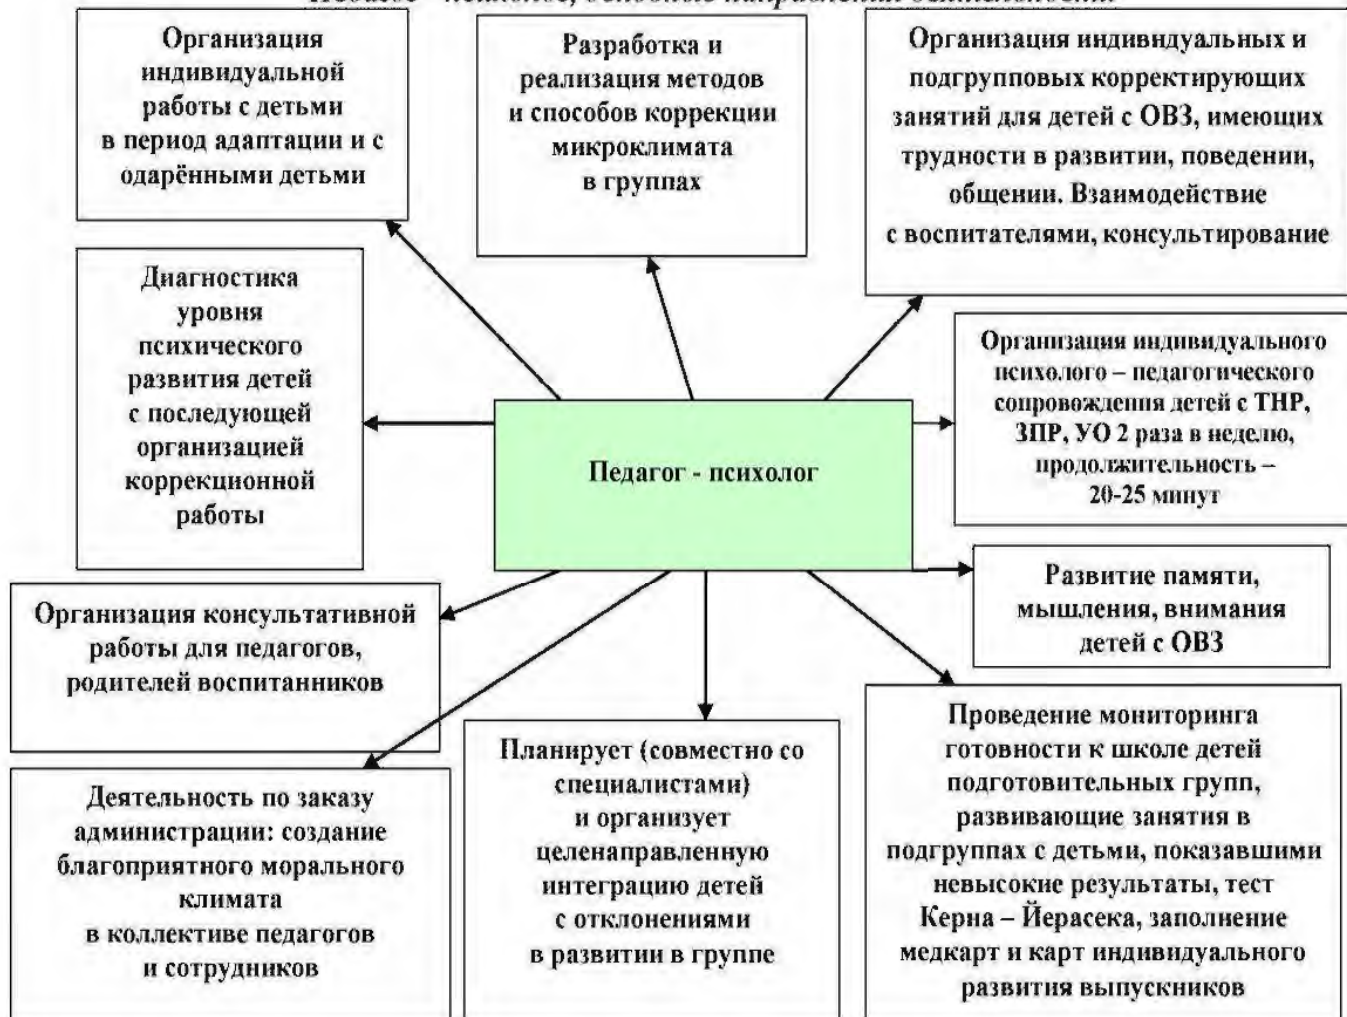 Педагог - психолог, основные направления деятельности
Организация
индивидуальной
работы с детьми
в период адаптации и с
одарёнными детьми
Разработка и
реализация методов
и способов коррекции
микроклимата
в группах
Организация индивидуальных и
подгрупповых корректирующих
занятий для детей с ОВЗ, имеющих
трудности в развитии, поведении,
общении. Взаимодействие
с воспитателями, консультирование
Диагностика
уровня
психического
развития детей
с последующей
организацией
коррекционной
работы
Организация индивидуального
психолого – педагогического
сопровождения детей с ТНР,
ЗПР, УО 2 раза в неделю,
продолжительность –
20-25 минут
Педагог - психолог
Развитие памяти,
мышления, внимания
детей с ОВЗ
Организация консультативной
работы для педагогов,
родителей воспитанников
Деятельность по заказу
администрации: создание
благоприятного морального
климата
в коллективе педагогов
и сотрудников
Планирует (совместно со
специалистами)
и организует
целенаправленную
интеграцию детей
с отклонениями
в развитии в группе
Проведение мониторинга
готовности к школе детей
подготовительных групп,
развивающие занятия в
подгруппах с детьми, показавшими
невысокие результаты, тест
Керна – Йерасека, заполнение
медкарт и карт индивидуального
развития выпускников